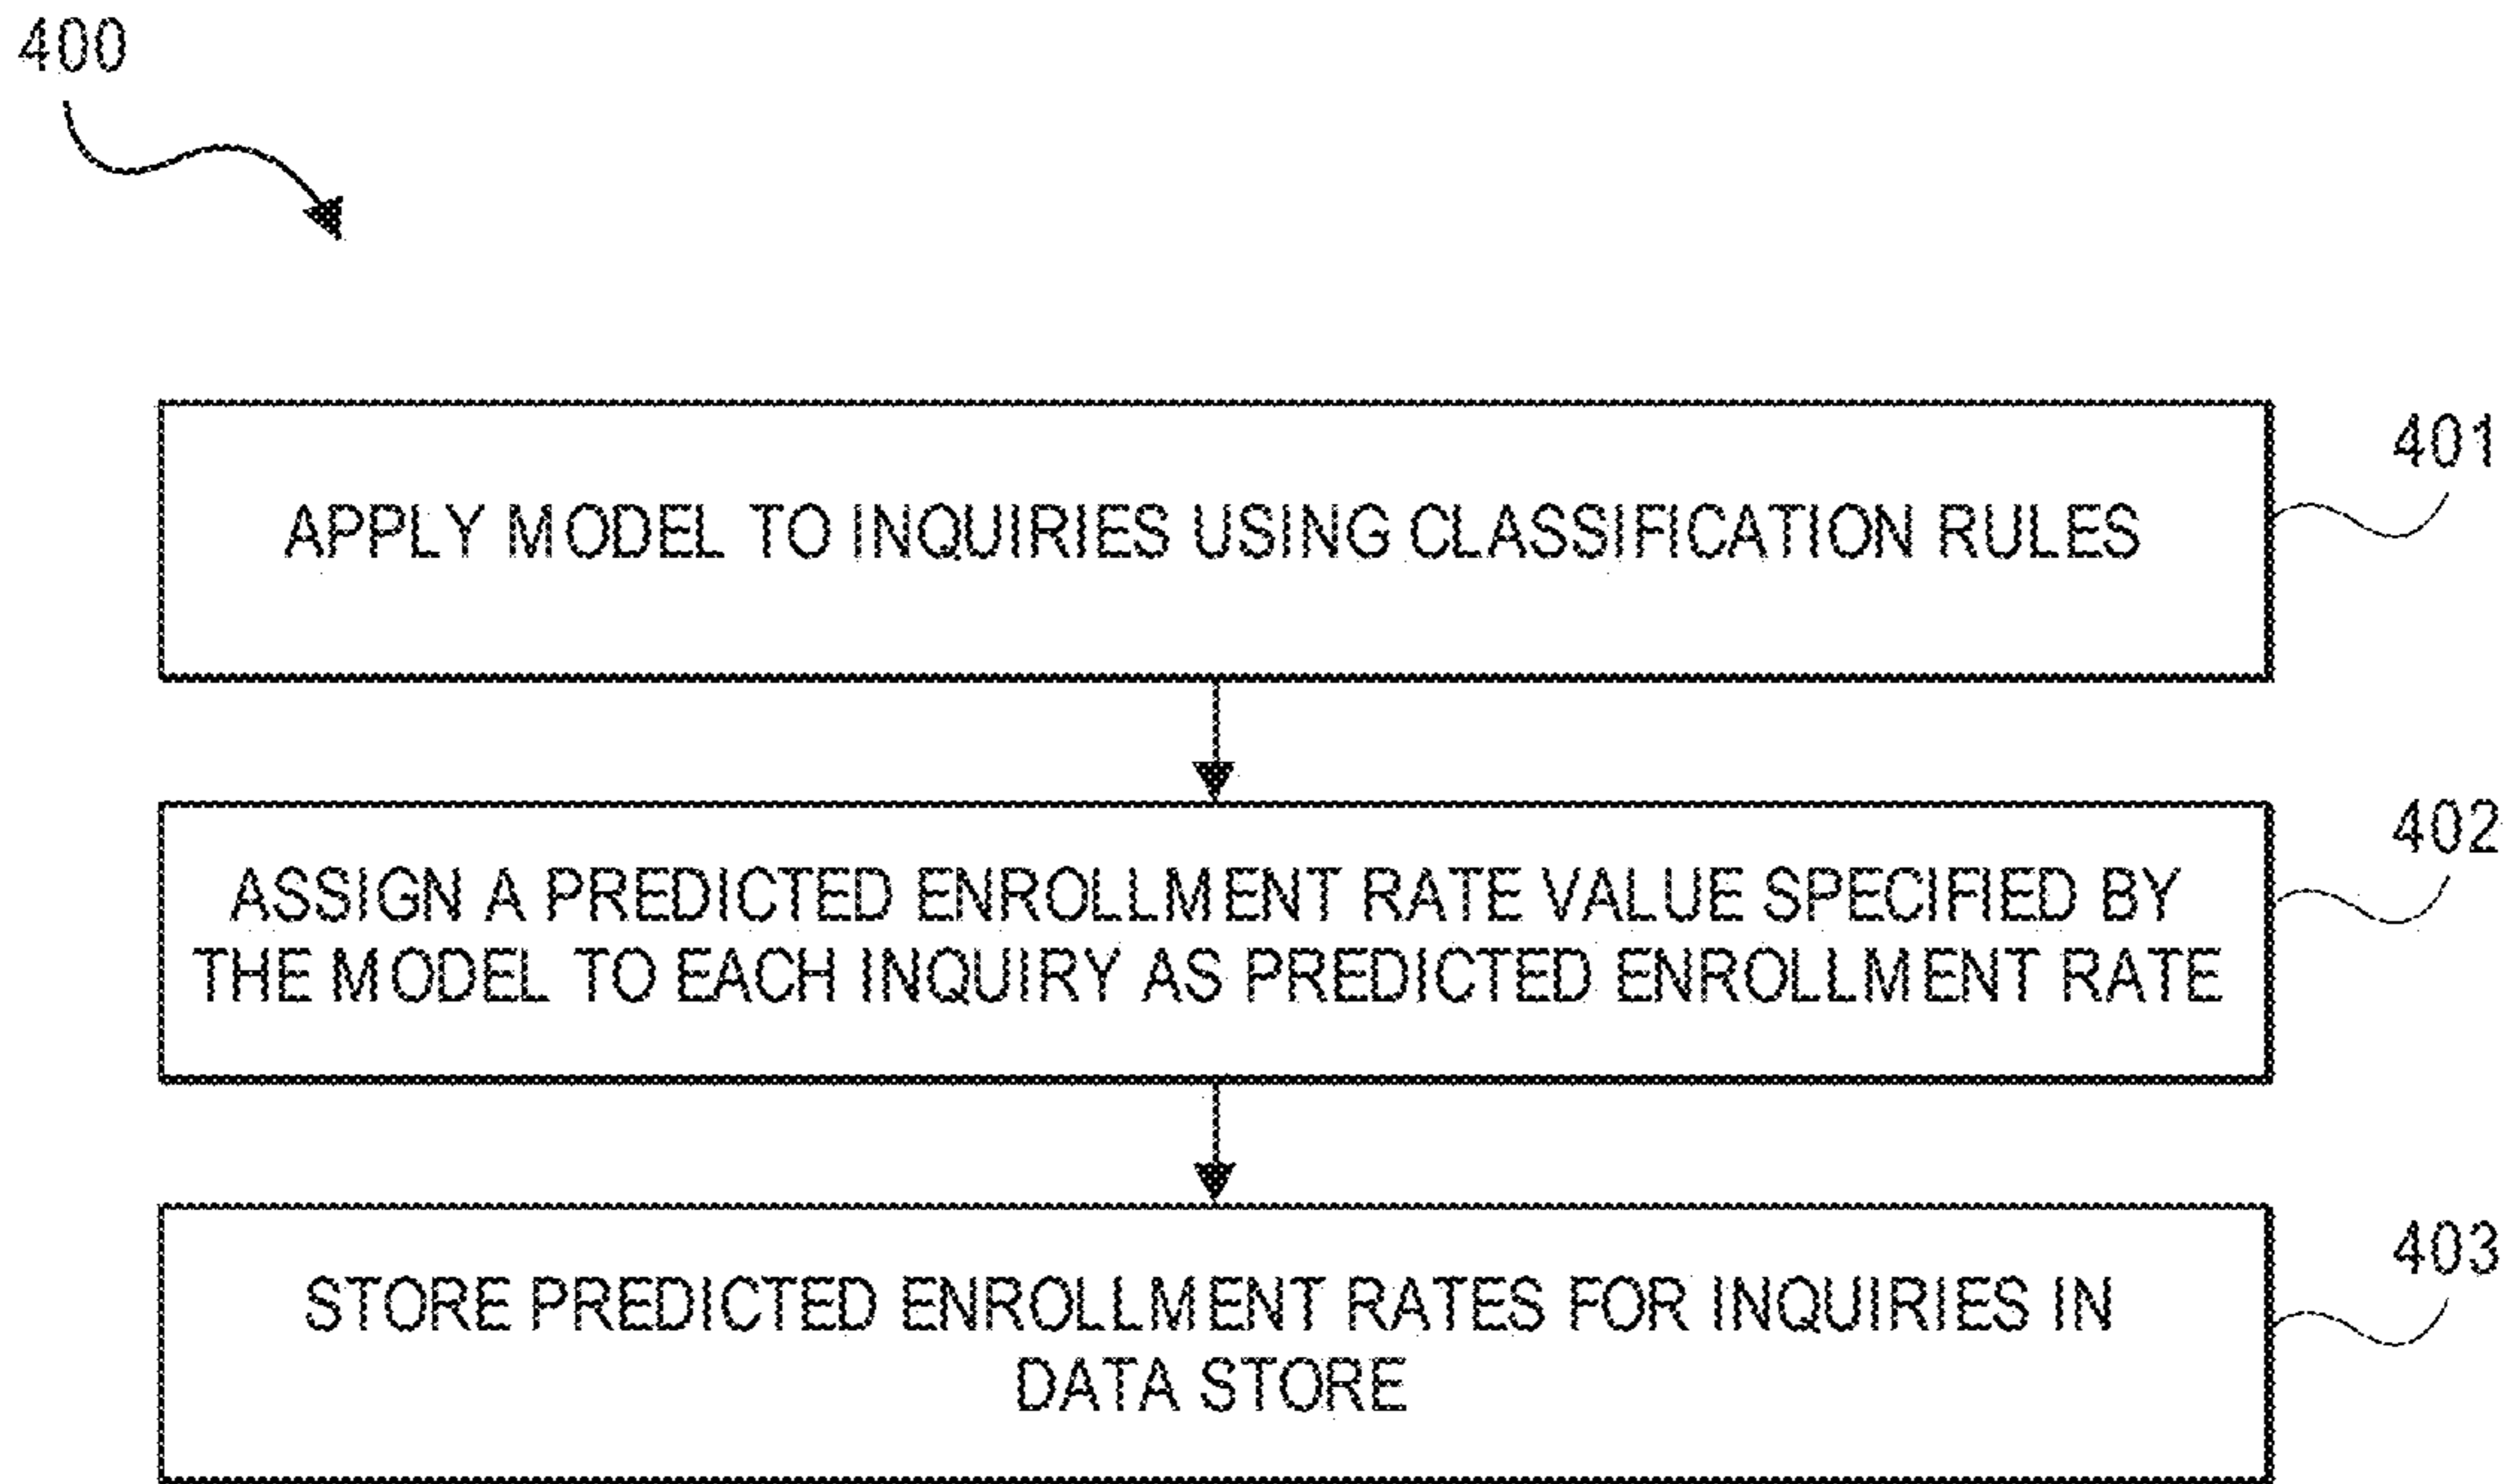 400
APPLY MODEL TO INQUIRIES USING CLASSIFICATION RULES
401
ASSIGN A PREDICTED ENROLLMENT RATE VALUE SPECIFIED BY
THE MODEL TO EACH INQUIRY AS PREDICTED ENROLLMENT RATE
402
STORE PREDICTED ENROLLMENT RATES FOR INQUIRIES IN
DATA STORE
403